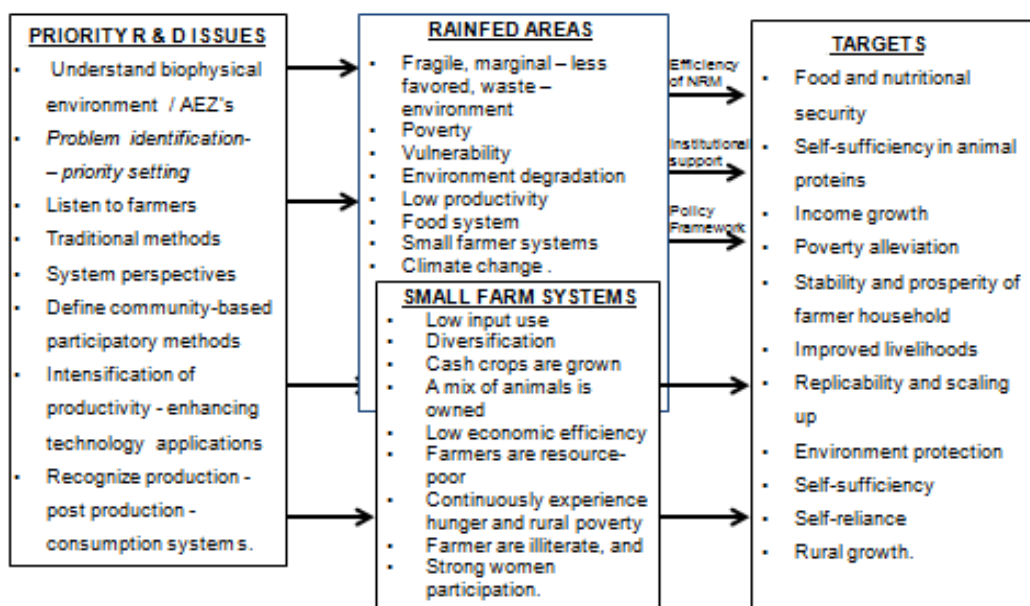 PRIORITY R & D ISSUES
• Understand biophysical
environment / AEZ's
• Problem identification-
– priority setting
• Listen to farmers
• Traditional methods
• System perspectives
• Define community-based
participatory methods
• Intensification of
productivity - enhancing
technology applications
• Recognize production -
post production -
consumption systems.
RAINFED AREAS
• Fragile, marginal – less
favored, waste –
environment
• Poverty
• Vulnerability
• Environment degradation
• Low productivity
• Food system
• Small farmer systems
• Climate change .
SMALL FARM SYSTEMS
• Low input use
• Diversification
• Cash crops are grown
• A mix of animals is
owned
• Low economic efficiency
• Farmers are resource-
poor
• Continuously experience
hunger and rural poverty
• Farmer are illiterate, and
• Strong women
participation.
Efficiency
of NRM
Institutional
support
Policy
Framework
TARGETS
• Food and nutritional
security
• Self-sufficiency in animal
proteins
• Income growth
• Poverty alleviation
• Stability and prosperity of
farmer household
• Improved livelihoods
• Replicability and scaling
up
• Environment protection
• Self-sufficiency
• Self-reliance
• Rural growth.